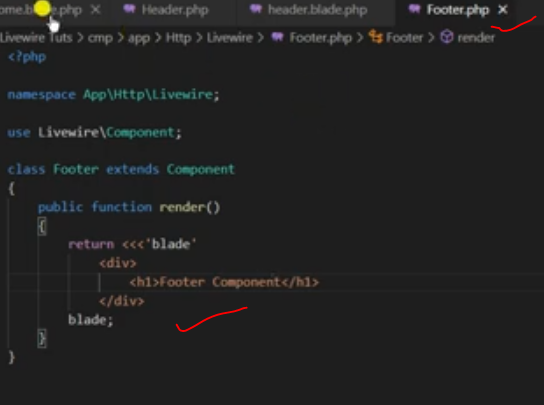 ome.blade.php × Header.php header.blade.php Footer.php ×
Livewire Tuts > cmp > app > Http > Livewire > Footer.php > Footer > render
<?php
namespace App\Http\Livewire;
use Livewire\Component;
class Footer extends Component
{
public function render()
{
return <<<'blade'
<div>
<h1>Footer Component</h1>
</div>
blade;
}
}